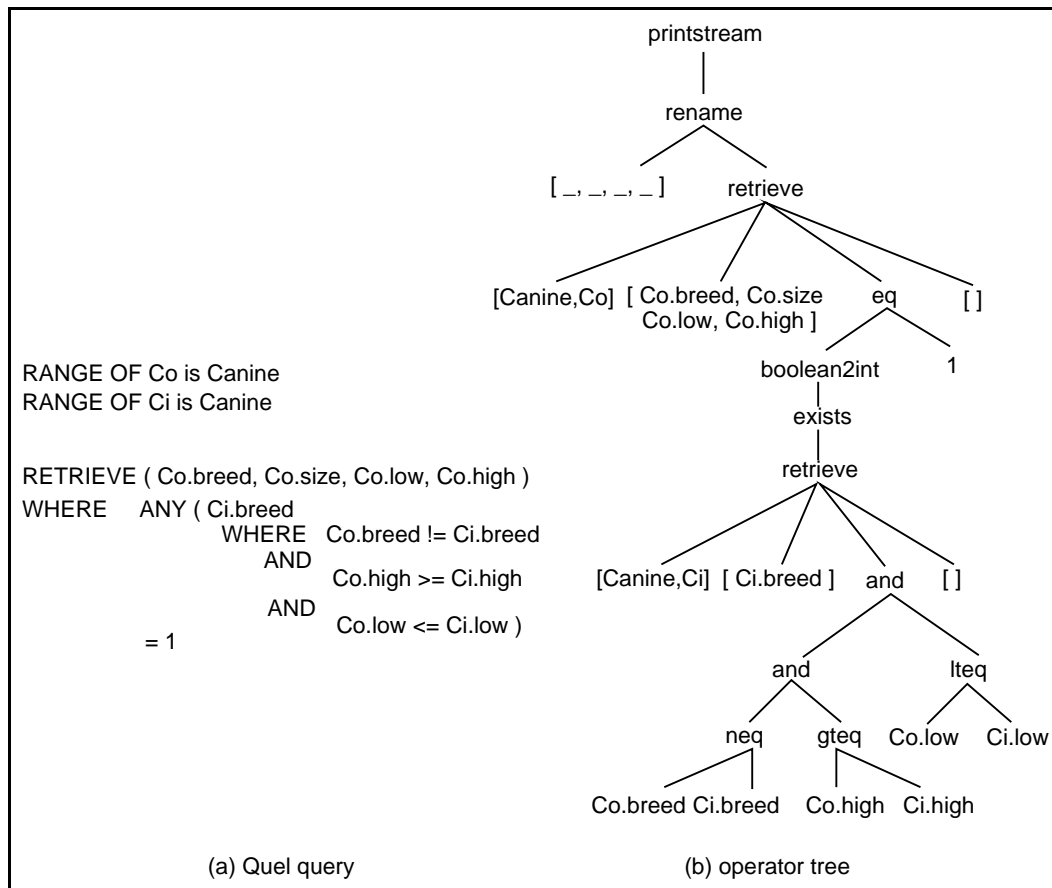 printstream
rename
[ _, _, _, _ ] retrieve
[Canine,Co] [ Co.breed, Co.size eq [ ]
Co.low, Co.high ]
boolean2int 1
exists
retrieve
[Canine,Ci] [ Ci.breed ] and [ ]
and lteq
neq gteq Co.low Ci.low
Co.breed Ci.breed Co.high Ci.high
(b) operator tree
RANGE OF Co is Canine
RANGE OF Ci is Canine
RETRIEVE ( Co.breed, Co.size, Co.low, Co.high )
WHERE ANY ( Ci.breed
WHERE Co.breed != Ci.breed
AND
Co.high >= Ci.high
AND
Co.low <= Ci.low )
= 1
(a) Quel query